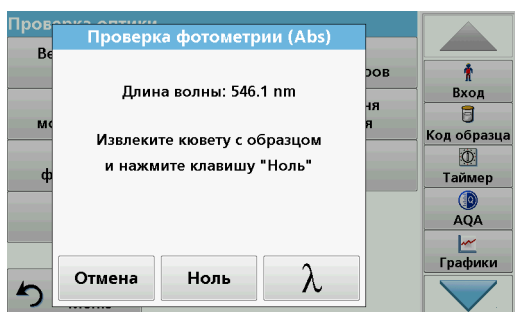 Проверка оптики
Проверка фотометрии (Abs)
Длина волны: 546.1 nm
Извлеките кювету с образцом
и нажмите клавишу "Ноль"
Отмена
Ноль
λ
Вход
Код образца
Таймер
AQA
Графики